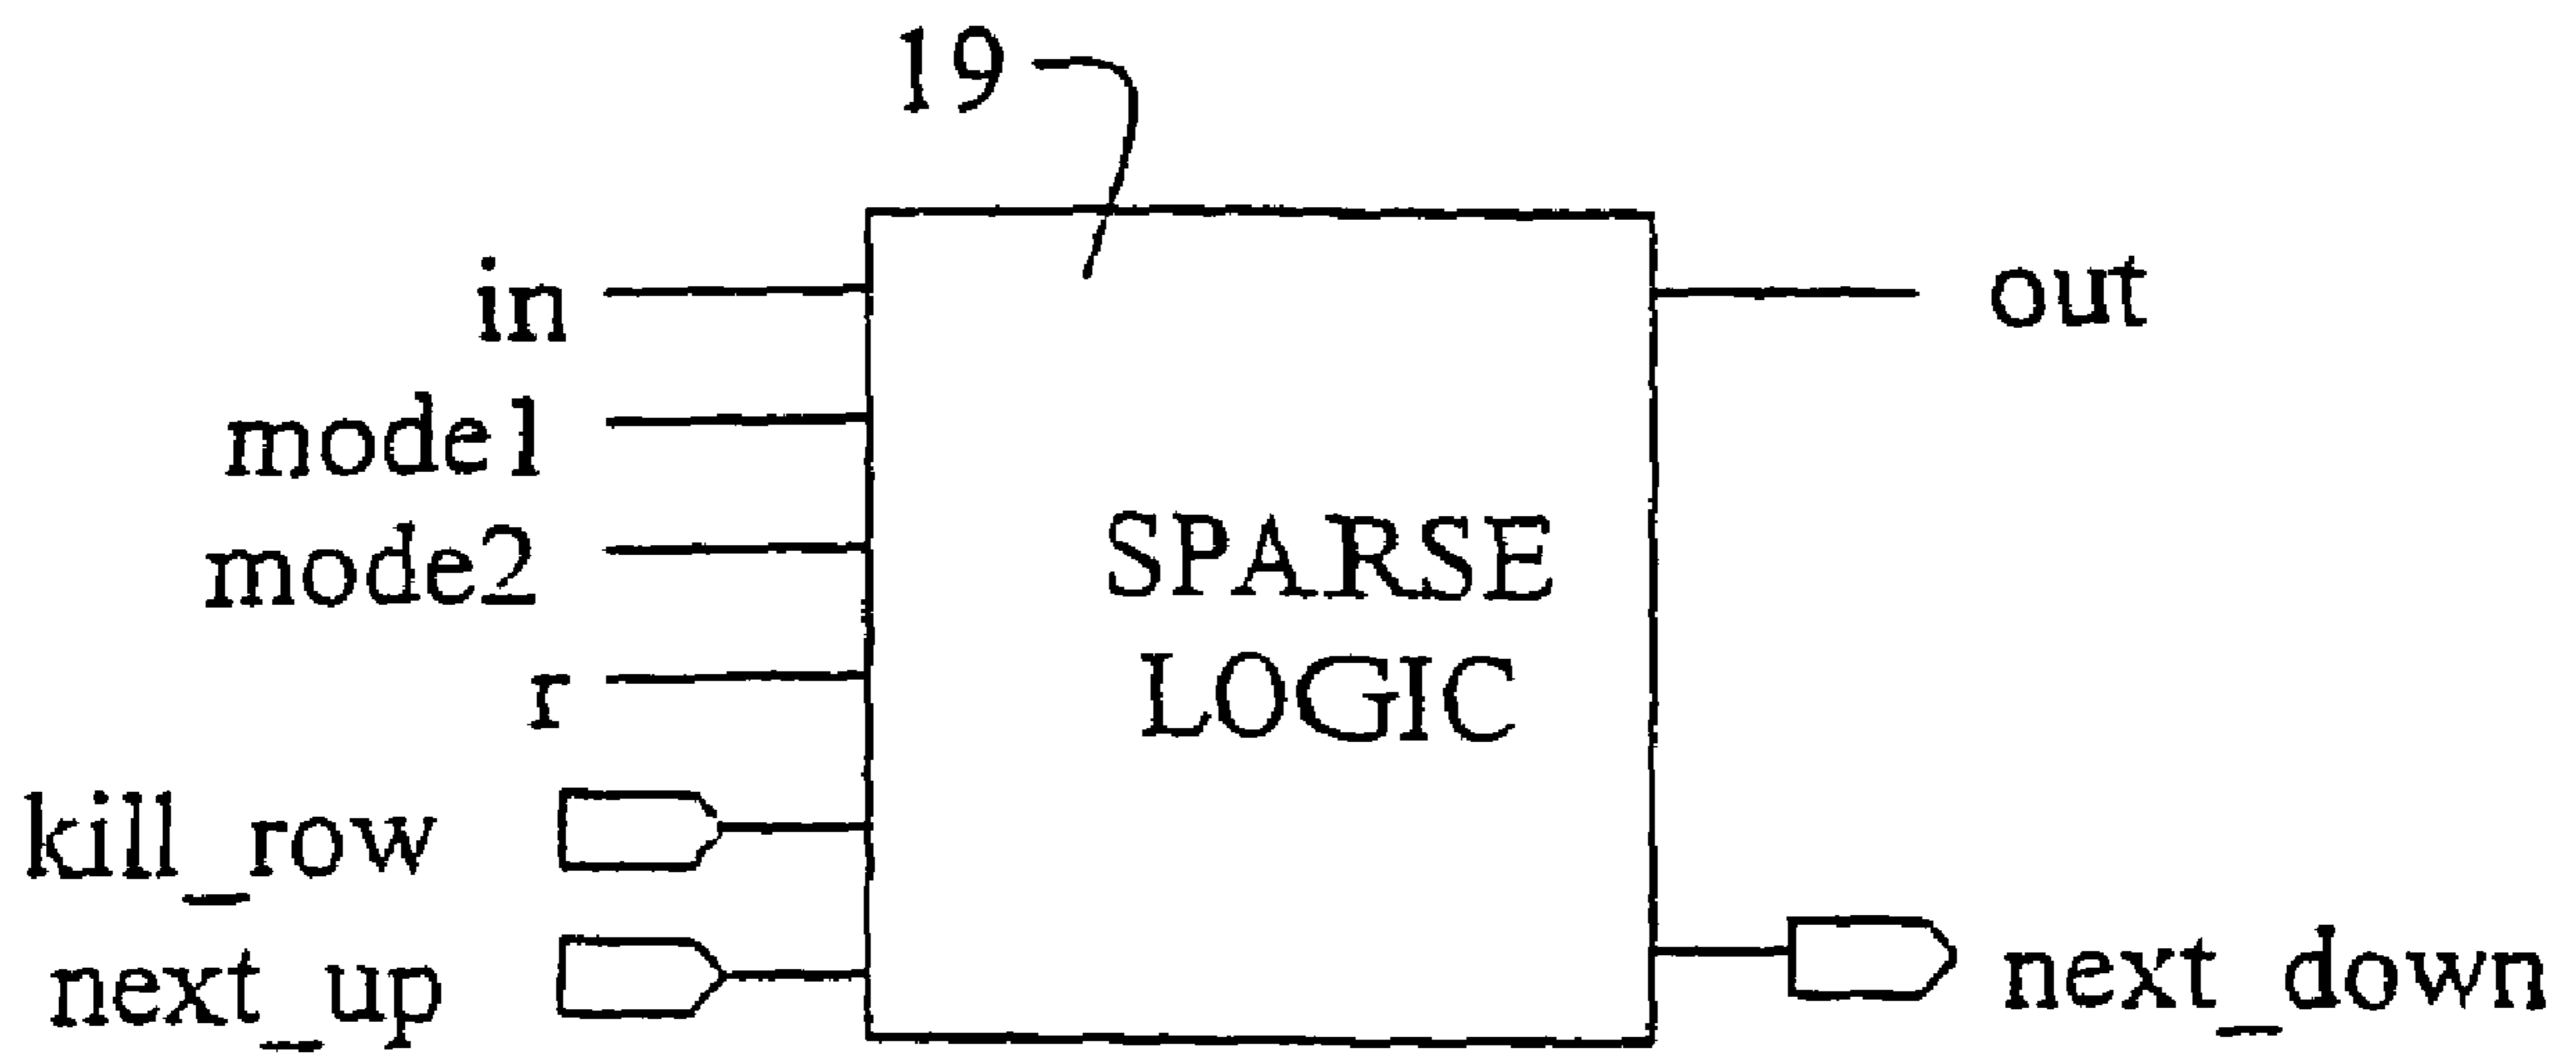 19
in
out
mode1
mode2
SPARSE
LOGIC
r
kill_row
next_up
next_down